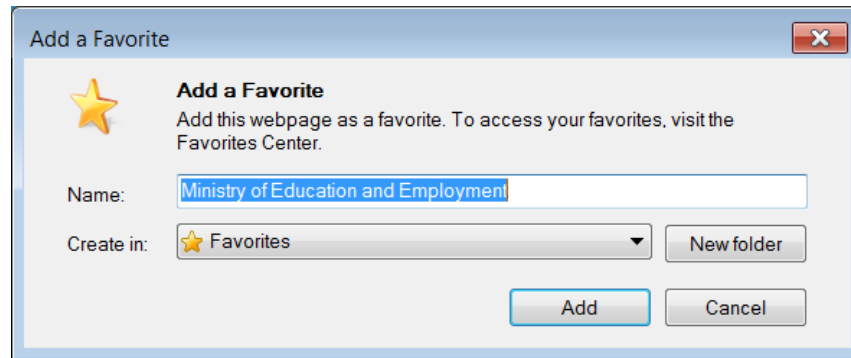 Add a Favorite
Add a Favorite
Add this webpage as a favorite. To access your favorites, visit the
Favorites Center.
Name: Ministry of Education and Employment
Create in: Favorites New folder
Add Cancel